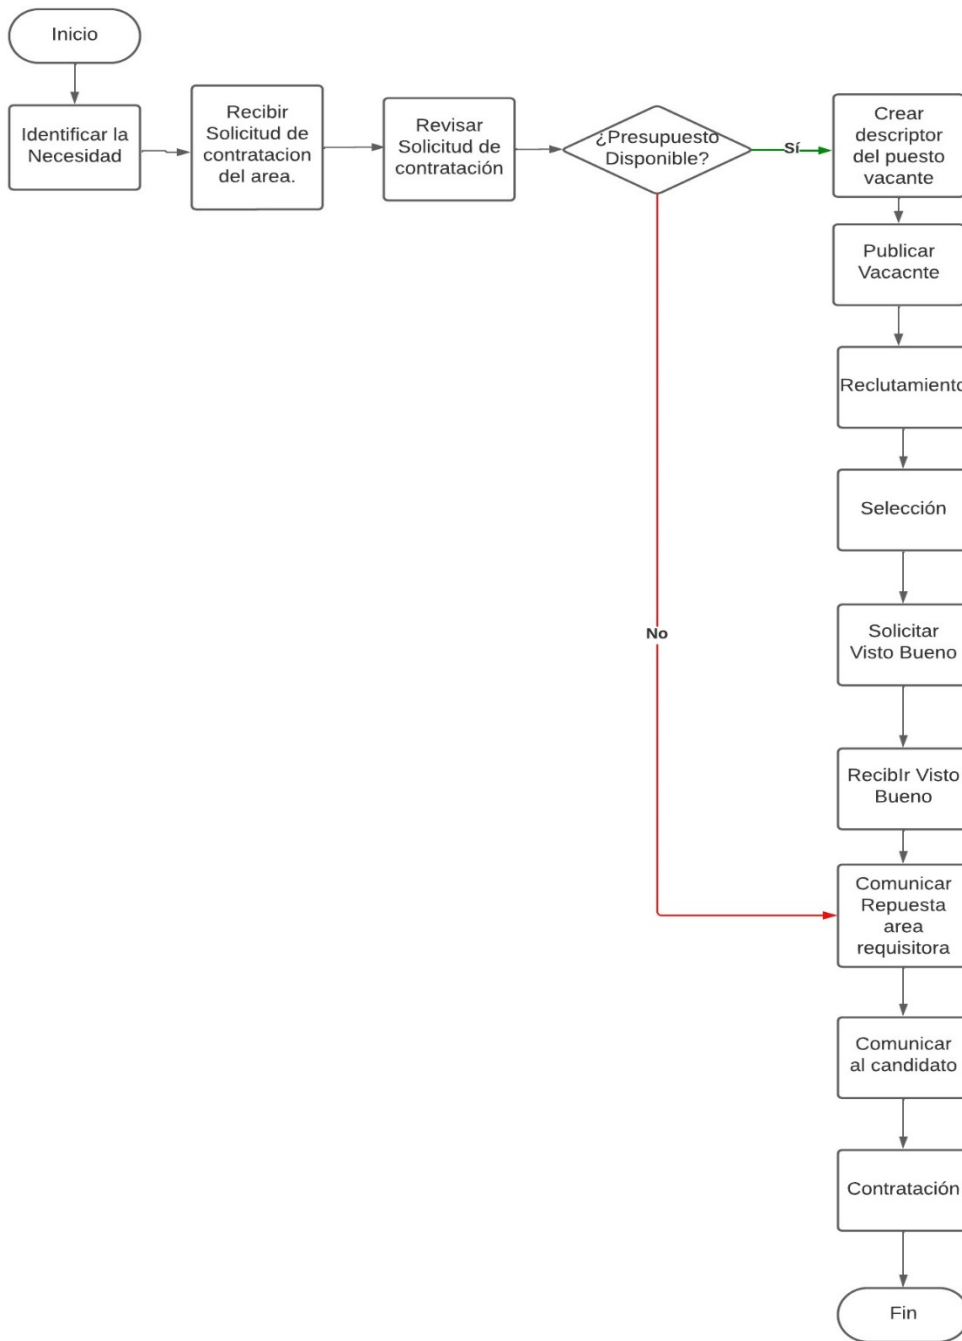 Inicio
Identificar la
Necesidad
Recibir
Solicitud de
contratacion
del area.
Revisar
Solicitud de
contratación
¿Presupuesto
Disponible?
Sí
Crear
descriptor
del puesto
vacante
Publicar
Vacacnte
Reclutamiento
Selección
Solicitar
Visto Bueno
No
RecibIr Visto
Bueno
Comunicar
Repuesta
area
requisitora
Comunicar
al candidato
Contratación
Fin